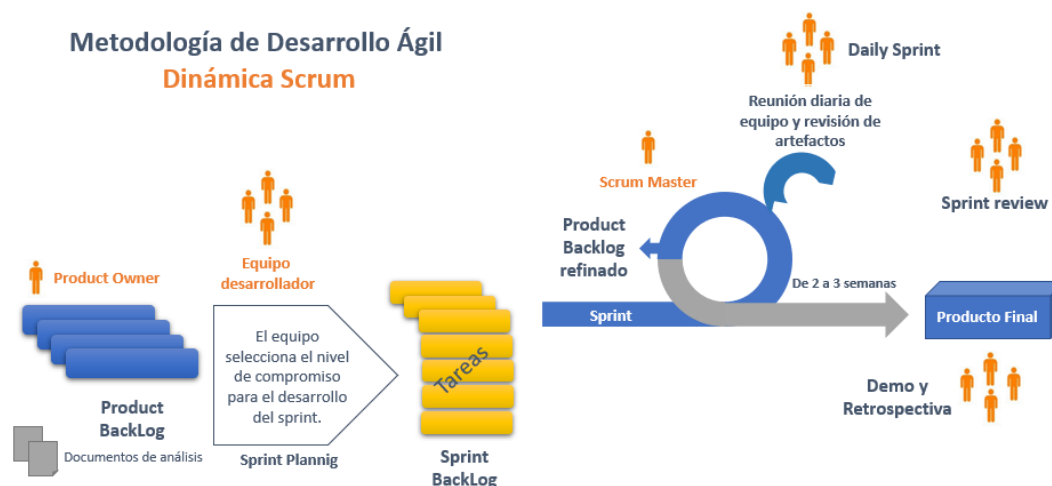 Metodología de Desarrollo Ágil
Dinámica Scrum
Product Owner
Equipo
desarrollador
El equipo
selecciona el nivel
de compromiso
para el desarrollo
del sprint.
Product
BackLog
Documentos de análisis
Sprint Plannig
Tareas
Sprint
BackLog
Daily Sprint
Reunión diaria de
equipo y revisión de
artefactos
Scrum Master
Product
Backlog
refinado
Sprint
De 2 a 3 semanas
Sprint review
Producto Final
Demo y
Retrospectiva